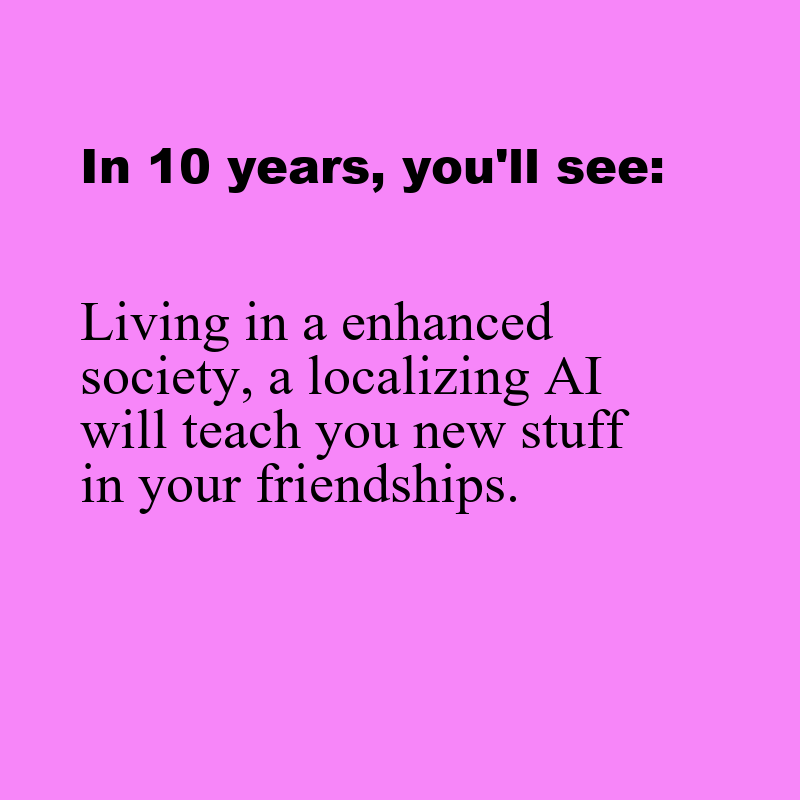 In 10 years, you'll see:
Living in a enhanced
society, a localizing AI
will teach you new stuff
in your friendships.